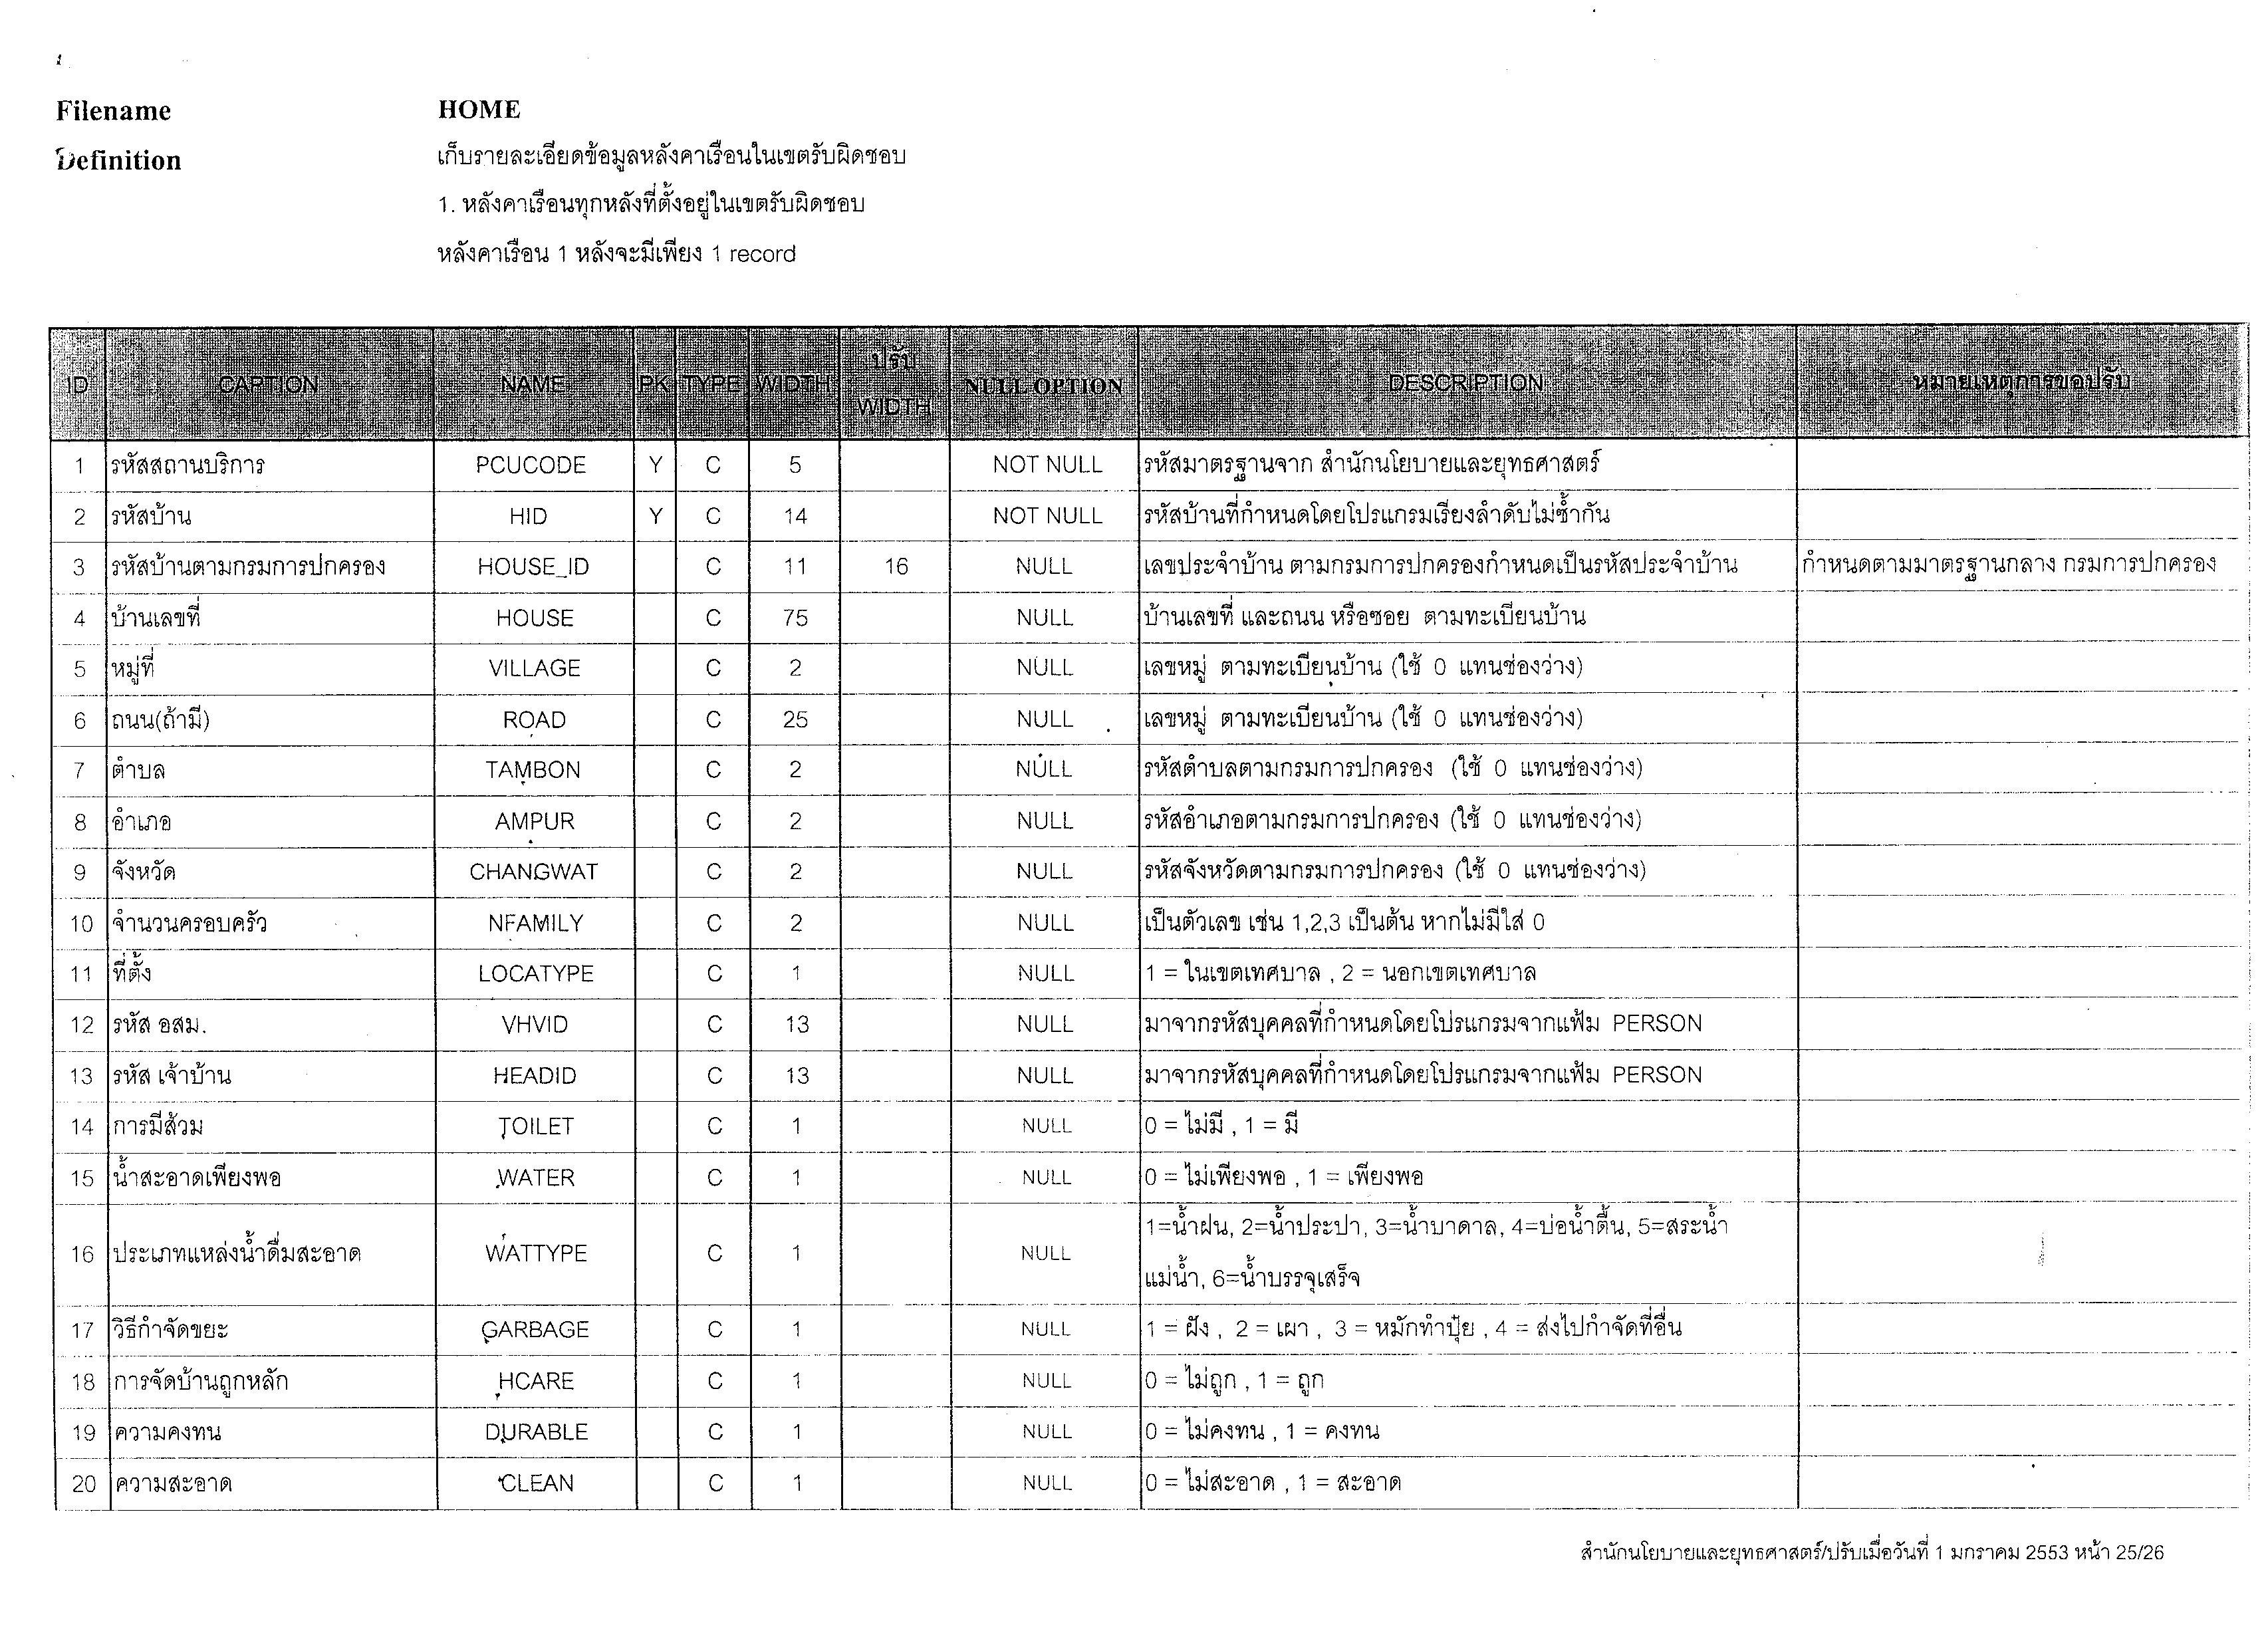 Filename HOME
Definition เก็บรายละเอียดข้อมูลหลังคาเรือนในเขตรับผิดชอบ
1. หลังคาเรือนทุกหลังที่ตั้งอยู่ในเขตรับผิดชอบ
หลังคาเรือน 1 หลังจะมีเพียง 1 record
ID CAPTION NAME PK TYPE WIDTH ปรับ WIDTH NULL OPTION DESCRIPTION หมายเหตุการขอปรับ
1 รหัสสถานบริการ PCUCODE Y C 5 NOT NULL รหัสมาตรฐานจาก สำนักนโยบายและยุทธศาสตร์
2 รหัสบ้าน HID Y C 14 NOT NULL รหัสบ้านที่กำหนดโดยโปรแกรมเรียงลำดับไม่ซ้ำกัน
3 รหัสบ้านตามกรมการปกครอง HOUSE_ID C 11 16 NULL เลขประจำบ้าน ตามกรมการปกครองกำหนดเป็นรหัสประจำบ้าน กำหนดตามมาตรฐานกลาง กรมการปกครอง
4 บ้านเลขที่ HOUSE C 75 NULL บ้านเลขที่ และถนน หรือซอย ตามทะเบียนบ้าน
5 หมู่ที่ VILLAGE C 2 NULL เลขหมู่ ตามทะเบียนบ้าน (ใช้ 0 แทนช่องว่าง)
6 ถนน(ถ้ามี) ROAD C 25 NULL เลขหมู่ ตามทะเบียนบ้าน (ใช้ 0 แทนช่องว่าง)
7 ตำบล TAMBON C 2 NULL รหัสตำบลตามกรมการปกครอง (ใช้ 0 แทนช่องว่าง)
8 อำเภอ AMPUR C 2 NULL รหัสอำเภอตามกรมการปกครอง (ใช้ 0 แทนช่องว่าง)
9 จังหวัด CHANGWAT C 2 NULL รหัสจังหวัดตามกรมการปกครอง (ใช้ 0 แทนช่องว่าง)
10 จำนวนครอบครัว NFAMILY C 2 NULL เป็นตัวเลข เช่น 1,2,3 เป็นต้น หากไม่มีใส่ 0
11 ที่ตั้ง LOCATYPE C 1 NULL 1 = ในเขตเทศบาล , 2 = นอกเขตเทศบาล
12 รหัส อสม. VHVID C 13 NULL มาจากรหัสบุคคลที่กำหนดโดยโปรแกรมจากแฟ้ม PERSON
13 รหัส เจ้าบ้าน HEADID C 13 NULL มาจากรหัสบุคคลที่กำหนดโดยโปรแกรมจากแฟ้ม PERSON
14 การมีส้วม TOILET C 1 NULL 0 = ไม่มี , 1 = มี
15 น้ำสะอาดเพียงพอ WATER C 1 NULL 0 = ไม่เพียงพอ , 1 = เพียงพอ
16 ประเภทแหล่งน้ำดื่มสะอาด WATTYPE C 1 NULL 1=น้ำฝน, 2=น้ำประปา, 3=น้ำบาดาล, 4=บ่อน้ำตื้น, 5=สระน้ำ
แม่น้ำ, 6=น้ำบรรจุเสร็จ
17 วิธีกำจัดขยะ GARBAGE C 1 NULL 1 = ฝัง , 2 = เผา , 3 = หมักทำปุ๋ย , 4 = ส่งไปกำจัดที่อื่น
18 การจัดบ้านถูกหลัก HCARE C 1 NULL 0 = ไม่ถูก , 1 = ถูก
19 ความคงทน DURABLE C 1 NULL 0 = ไม่คงทน , 1 = คงทน
20 ความสะอาด CLEAN C 1 NULL 0 = ไม่สะอาด , 1 = สะอาด
สำนักนโยบายและยุทธศาสตร์/ปรับเมื่อวันที่ 1 มกราคม 2553 หน้า 25/26